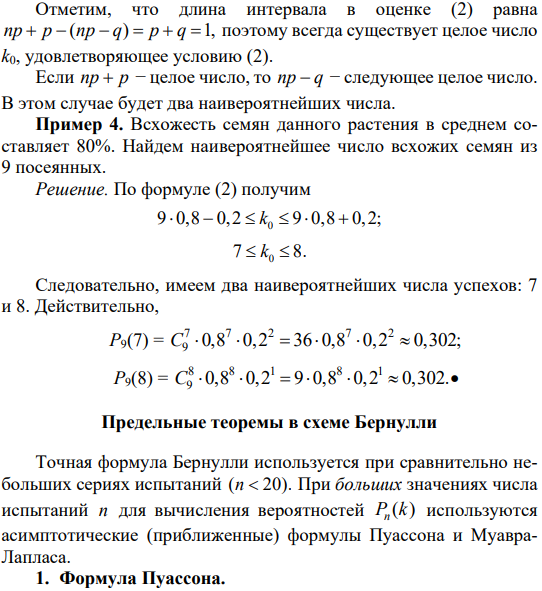 Отметим, что длина интервала в оценке (2) равна
np + p − (np − q) = p + q = 1, поэтому всегда существует целое число
k0, удовлетворяющее условию (2).
Если np + p − целое число, то np − q − следующее целое число.
В этом случае будет два наивероятнейших числа.
Пример 4. Всхожесть семян данного растения в среднем со-
ставляет 80%. Найдем наивероятнейшее число всхожих семян из
9 посеянных.
Решение. По формуле (2) получим
9·0,8 − 0,2 ≤ k₀ ≤ 9·0,8 + 0,2;
7 ≤ k₀ ≤ 8.
Следовательно, имеем два наивероятнейших числа успехов: 7
и 8. Действительно,
P₉(7) = C₉⁷ · 0,8⁷ · 0,2² = 36 · 0,8⁷ · 0,2² ≈ 0,302;
P₉(8) = C₉⁸ · 0,8⁸ · 0,2¹ = 9 · 0,8⁸ · 0,2¹ ≈ 0,302.•
Предельные теоремы в схеме Бернулли
Точная формула Бернулли используется при сравнительно не-
больших сериях испытаний (n < 20). При больших значениях числа
испытаний n для вычисления вероятностей Pₙ(k) используются
асимптотические (приближенные) формулы Пуассона и Муавра-
Лапласа.
1. Формула Пуассона.